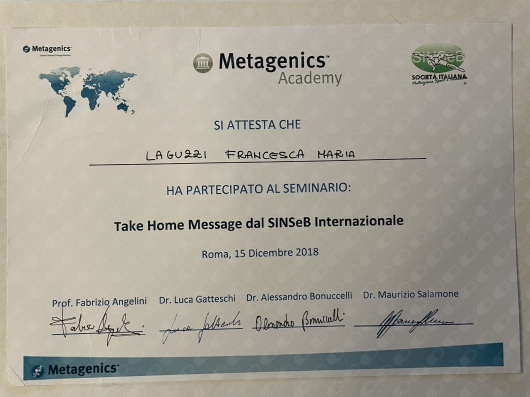 Metagenics
Metagenics
Academy
SINSeB
SOCIETÀ ITALIANA
SI ATTESTA CHE
LAGUZZI FRANCESCA MARIA
HA PARTECIPATO AL SEMINARIO:
Take Home Message dal SINSeB Internazionale
Roma, 15 Dicembre 2018
Prof. Fabrizio Angelini Dr. Luca Gatteschi Dr. Alessandro Bonuccelli Dr. Maurizio Salamone
Metagenics